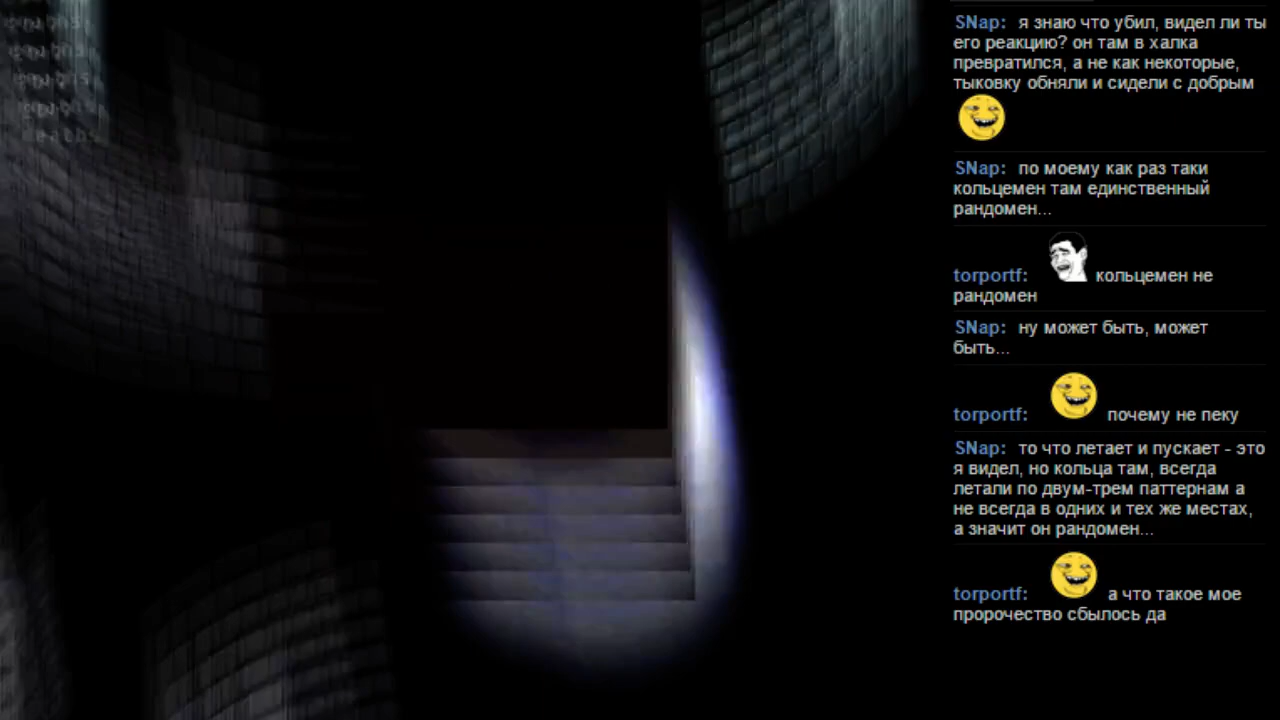 SNap: я знаю что убил, видел ли ты
его реакцию? он там в халка
превратился, а не как некоторые,
тыковку обняли и сидели с добрым
SNap: по моему как раз таки
кольцемен там единственный
рандомен...
torportf: кольцемен не
рандомен
SNap: ну может быть, может
быть...
torportf: почему не пеку
SNap: то что летает и пускает - это
я видел, но кольца там, всегда
летали по двум-трем паттернам а
не всегда в одних и тех же местах,
а значит он рандомен...
torportf: а что такое мое
пророчество сбылось да